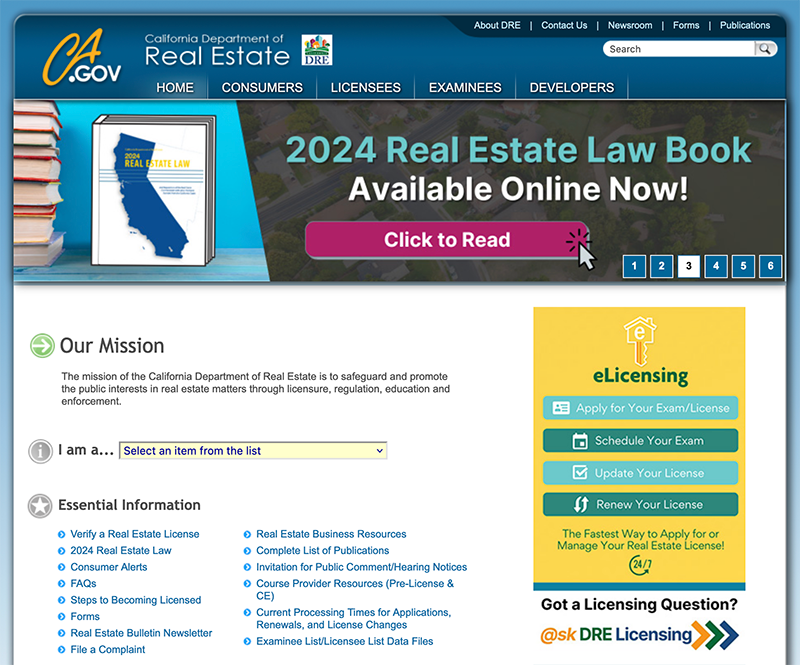 About DRE | Contact Us | Newsroom | Forms | Publications
CA
.GOV
California Department of
Real Estate
DRE
Search
HOME CONSUMERS LICENSEES EXAMINEES DEVELOPERS
2024
REAL ESTATE LAW
2024 Real Estate Law Book
Available Online Now!
Click to Read
1 2 3 4 5 6
Our Mission
The mission of the California Department of Real Estate is to safeguard and promote
the public interests in real estate matters through licensure, regulation, education and
enforcement.
I am a...
Select an item from the list
Essential Information
Verify a Real Estate License
2024 Real Estate Law
Consumer Alerts
FAQs
Steps to Becoming Licensed
Forms
Real Estate Bulletin Newsletter
File a Complaint
Real Estate Business Resources
Complete List of Publications
Invitation for Public Comment/Hearing Notices
Course Provider Resources (Pre-License &
CE)
Current Processing Times for Applications,
Renewals, and License Changes
Examinee List/Licensee List Data Files
e
eLicensing
Apply for Your Exam/License
Schedule Your Exam
Update Your License
Renew Your License
The Fastest Way to Apply for or
Manage Your Real Estate License!
24/7
Got a Licensing Question?
@sk DRE Licensing